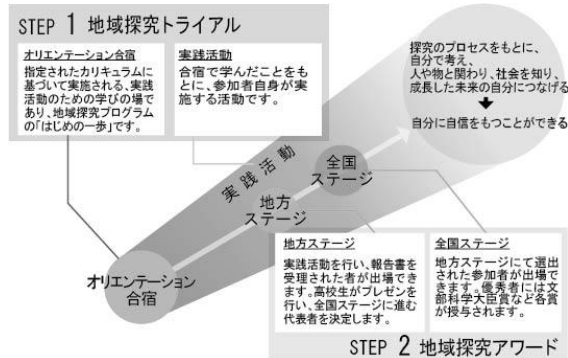 STEP 1 地域探究トライアル
オリエンテーション合宿
指定されたカリキュラムに
基づいて実施される、実践
活動のための学びの場で
あり、地域探究プログラム
の「はじめの一歩」です。
実践活動
合宿で学んだことをも
とに、参加者自身が実
施する活動です。
探究のプロセスをもとに、
自分で考え、
人や物と関わり、社会を知り、
成長した未来の自分につなげる
自分に自信をもつことができる
実践活動
全国
ステージ
地方
ステージ
オリエンテーション
合宿
地方ステージ
実践活動を行い、報告書を
受理された者が出場でき
ます。高校生がプレゼンを
行い、全国ステージに進む
代表者を決定します。
全国ステージ
地方ステージにて選出
された参加者が出場で
きます。優秀者には文
部科学大臣賞など各賞
が授与されます。
STEP 2 地域探究アワード